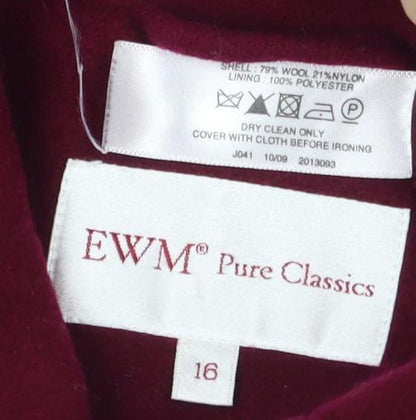 SHELL: 79% WOOL 21%NYLON
LINING: 100% POLYESTER
P
DRY CLEAN ONLY
COVER WITH CLOTH BEFORE IRONING
J041 10/09 2013093
EWM® Pure Classics
16